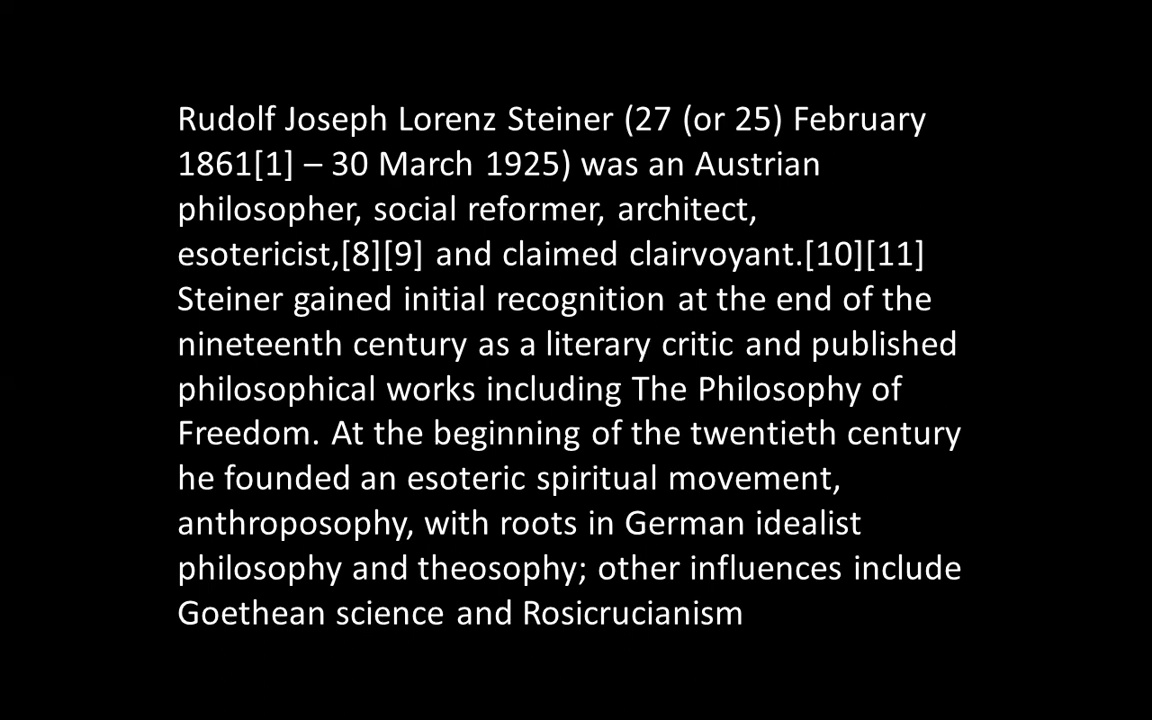 Rudolf Joseph Lorenz Steiner (27 (or 25) February
1861[1] – 30 March 1925) was an Austrian
philosopher, social reformer, architect,
esotericist,[8][9] and claimed clairvoyant.[10][11]
Steiner gained initial recognition at the end of the
nineteenth century as a literary critic and published
philosophical works including The Philosophy of
Freedom. At the beginning of the twentieth century
he founded an esoteric spiritual movement,
anthroposophy, with roots in German idealist
philosophy and theosophy; other influences include
Goethean science and Rosicrucianism